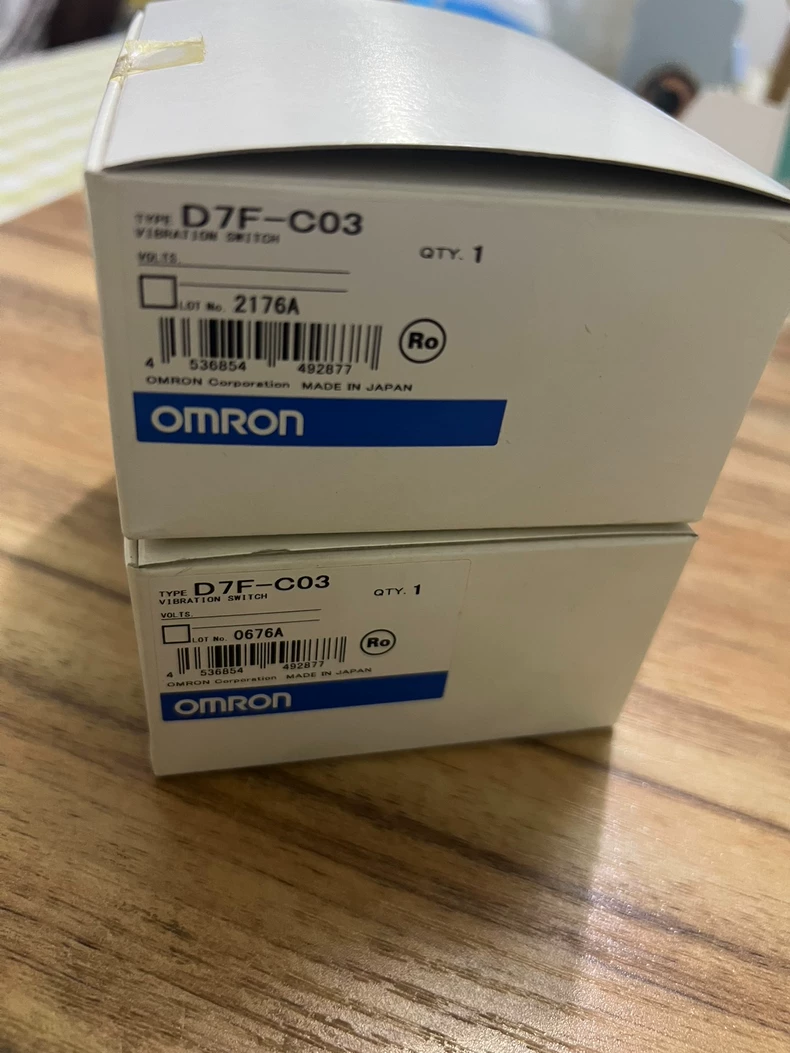 TYPE D7F-C03
VIBRATION SWITCH
QTY. 1
VOLTS.
LOT No. 2176A
Ro
4 536854 492877
OMRON Corporation MADE IN JAPAN
OMRON
TYPE D7F-C03
VIBRATION SWITCH
QTY. 1
VOLTS.
LOT No. 0676A
Ro
4 536854 492877
OMRON Corporation MADE IN JAPAN
OMRON